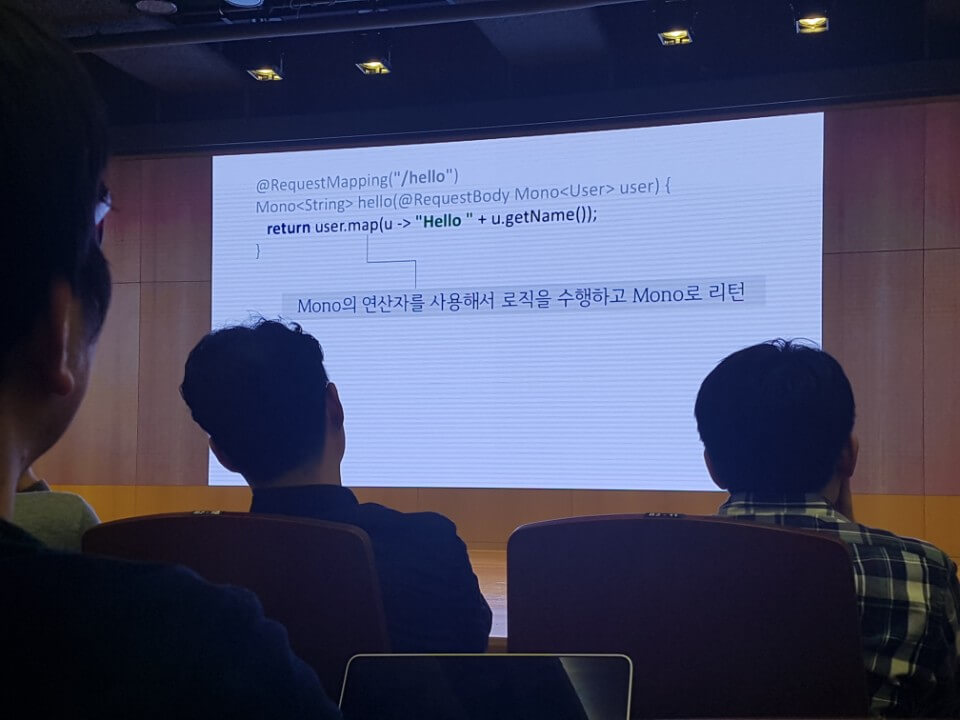 @RequestMapping("/hello")
Mono<String> hello(@RequestBody Mono<User> user) {
return user.map(u -> "Hello " + u.getName());
}
Mono의 연산자를 사용해서 로직을 수행하고 Mono로 리턴